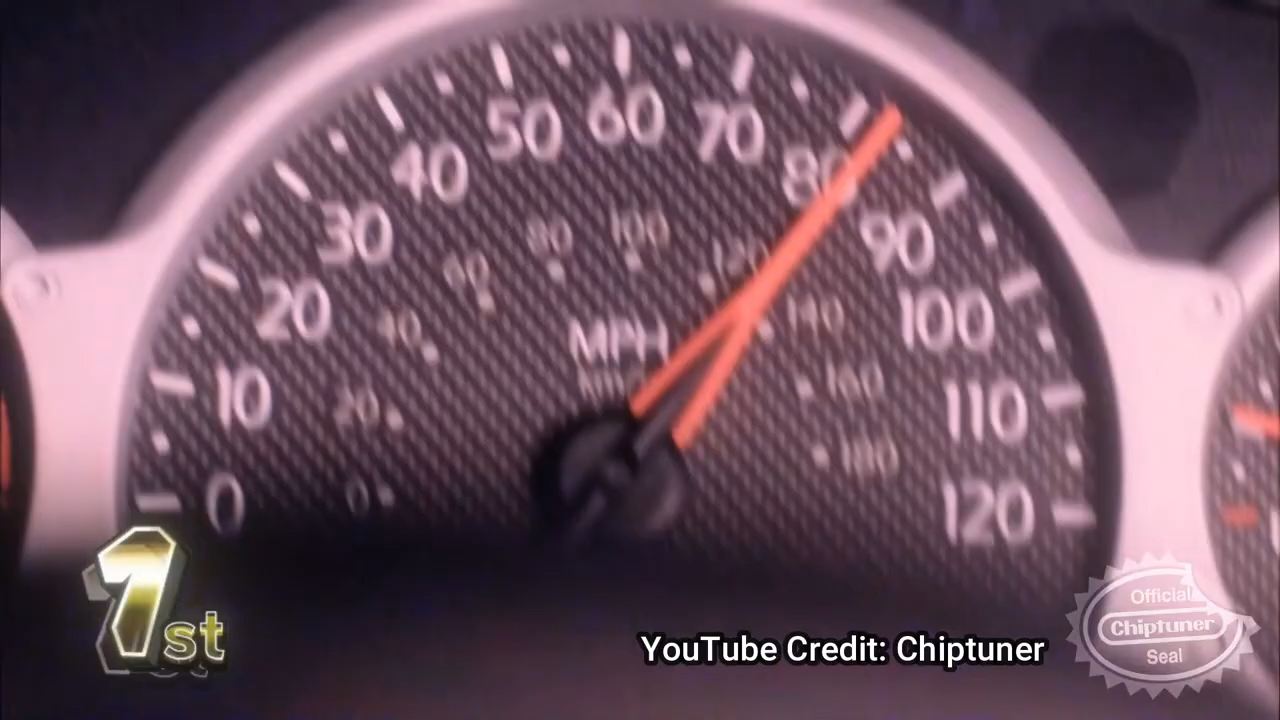 50 60 70
40 80
30 90
80 100 120
60
20 140 100
40
MPH
10 20 160 110
0 0 180 120
1st
YouTube Credit: Chiptuner
Official
Chiptuner
Seal